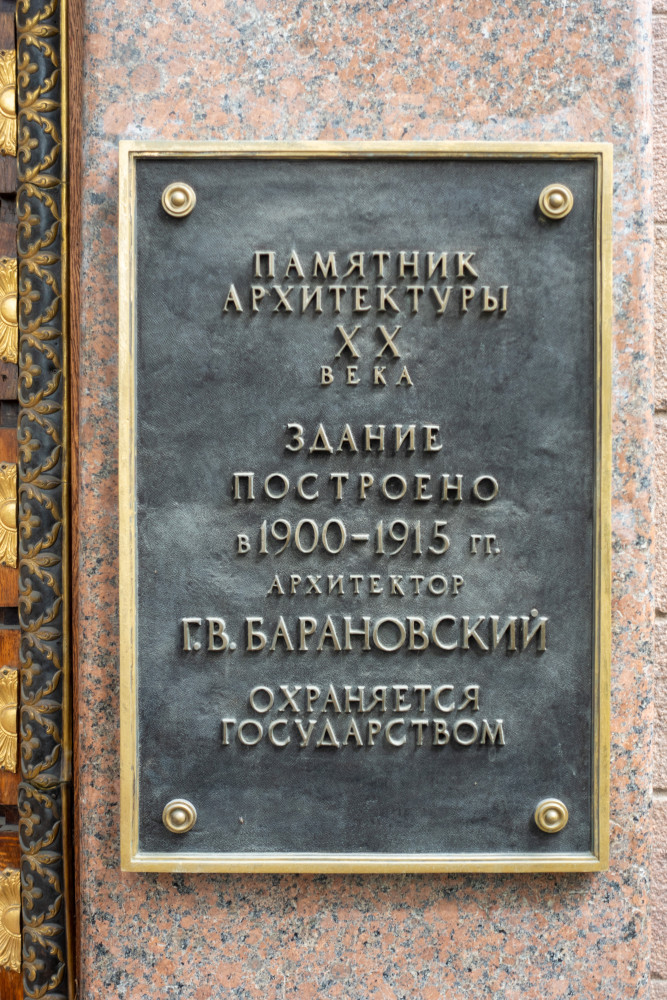 ПАМЯТНИК
АРХИТЕКТУРЫ
XX
ВЕКА
ЗДАНИЕ
ПОСТРОЕНО
в 1900-1915 гг.
АРХИТЕКТОР
Г.В. БАРАНОВСКИЙ
ОХРАНЯЕТСЯ
ГОСУДАРСТВОМ